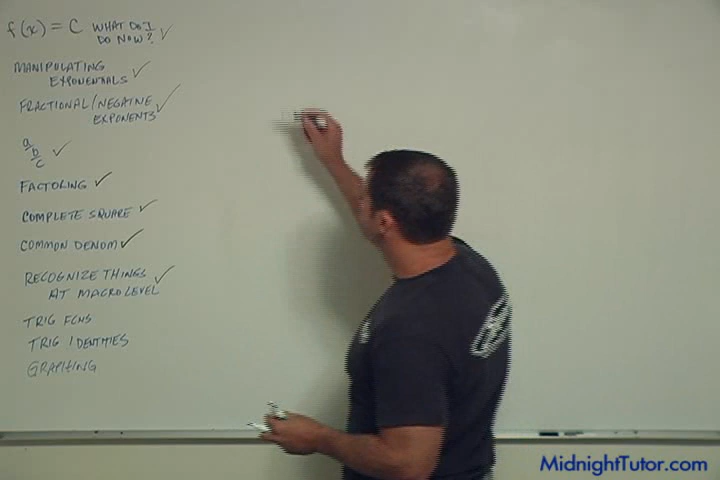 f(x) = C WHAT DO I
DO NOW? ✓
MANIPULATING
EXPONENTIALS ✓
FRACTIONAL/NEGATIVE
EXPONENTS ✓
a
b
c ✓
FACTORING ✓
COMPLETE SQUARE ✓
COMMON DENOM ✓
RECOGNIZE THINGS
AT MACRO LEVEL ✓
TRIG FCNS
TRIG IDENTITIES
GRAPHING
MidnightTutor.com